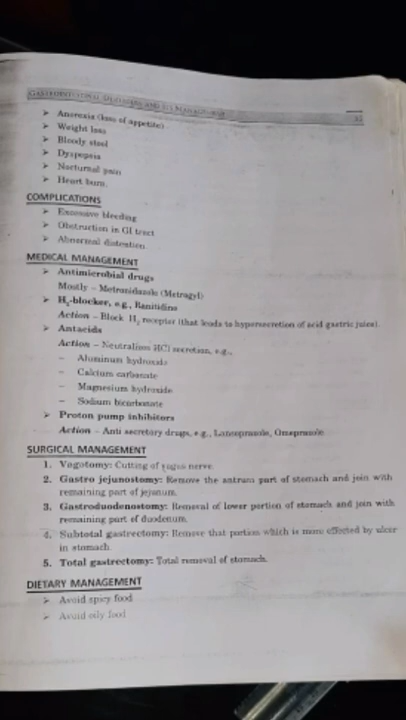 GASTROINTESTINAL DISORDERS AND ITS MANAGEMENT
➢ Anorexia (loss of appetite)
➢ Weight loss
➢ Bloody stool
➢ Dyspepsia
➢ Nocturnal pain
➢ Heart burn.
COMPLICATIONS
➢ Excessive bleeding
➢ Obstruction in GI tract
➢ Abnormal distention
MEDICAL MANAGEMENT
➢ Antimicrobial drugs
Mostly – Metronidazole (Metragyl)
➢ H₂-blocker, e.g., Ranitidine
Action – Block H₂ receptor (that leads to hypersecretion of acid gastric juice)
➢ Antacids
Action – Neutralism HCl secretion, e.g.,
– Aluminum hydroxide
– Calcium carbonate
– Magnesium hydroxide
– Sodium bicarbonate
➢ Proton pump inhibitors
Action – Anti secretory drugs, e.g., Lansoprazole, Omeprazole
SURGICAL MANAGEMENT
1. Vagotomy: Cutting of vagus nerve.
2. Gastro jejunostomy: Remove the antrum part of stomach and join with
remaining part of jejunum.
3. Gastroduodenostomy: Removal of lower portion of stomach and join with
remaining part of duodenum.
4. Subtotal gastrectomy: Remove that portion which is more effected by ulcer
in stomach.
5. Total gastrectomy: Total removal of stomach.
DIETARY MANAGEMENT
➢ Avoid spicy food
➢ Avoid oily food